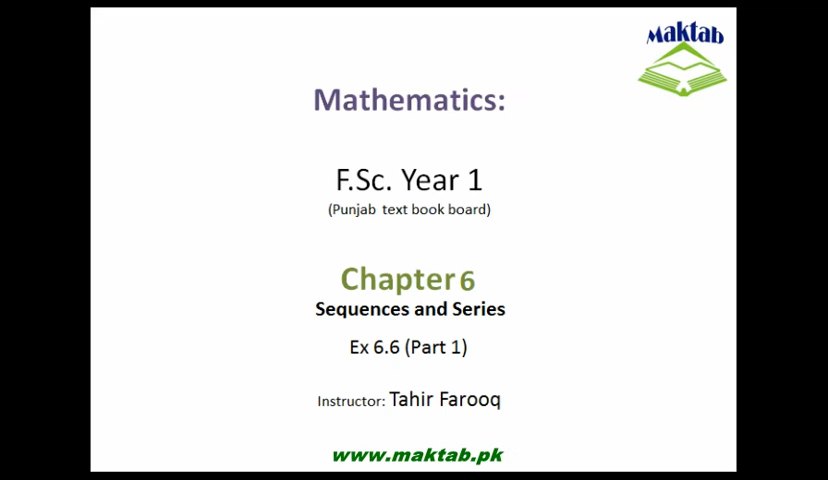 Maktab
Mathematics:
F.Sc. Year 1
(Punjab text book board)
Chapter 6
Sequences and Series
Ex 6.6 (Part 1)
Instructor: Tahir Farooq
www.maktab.pk